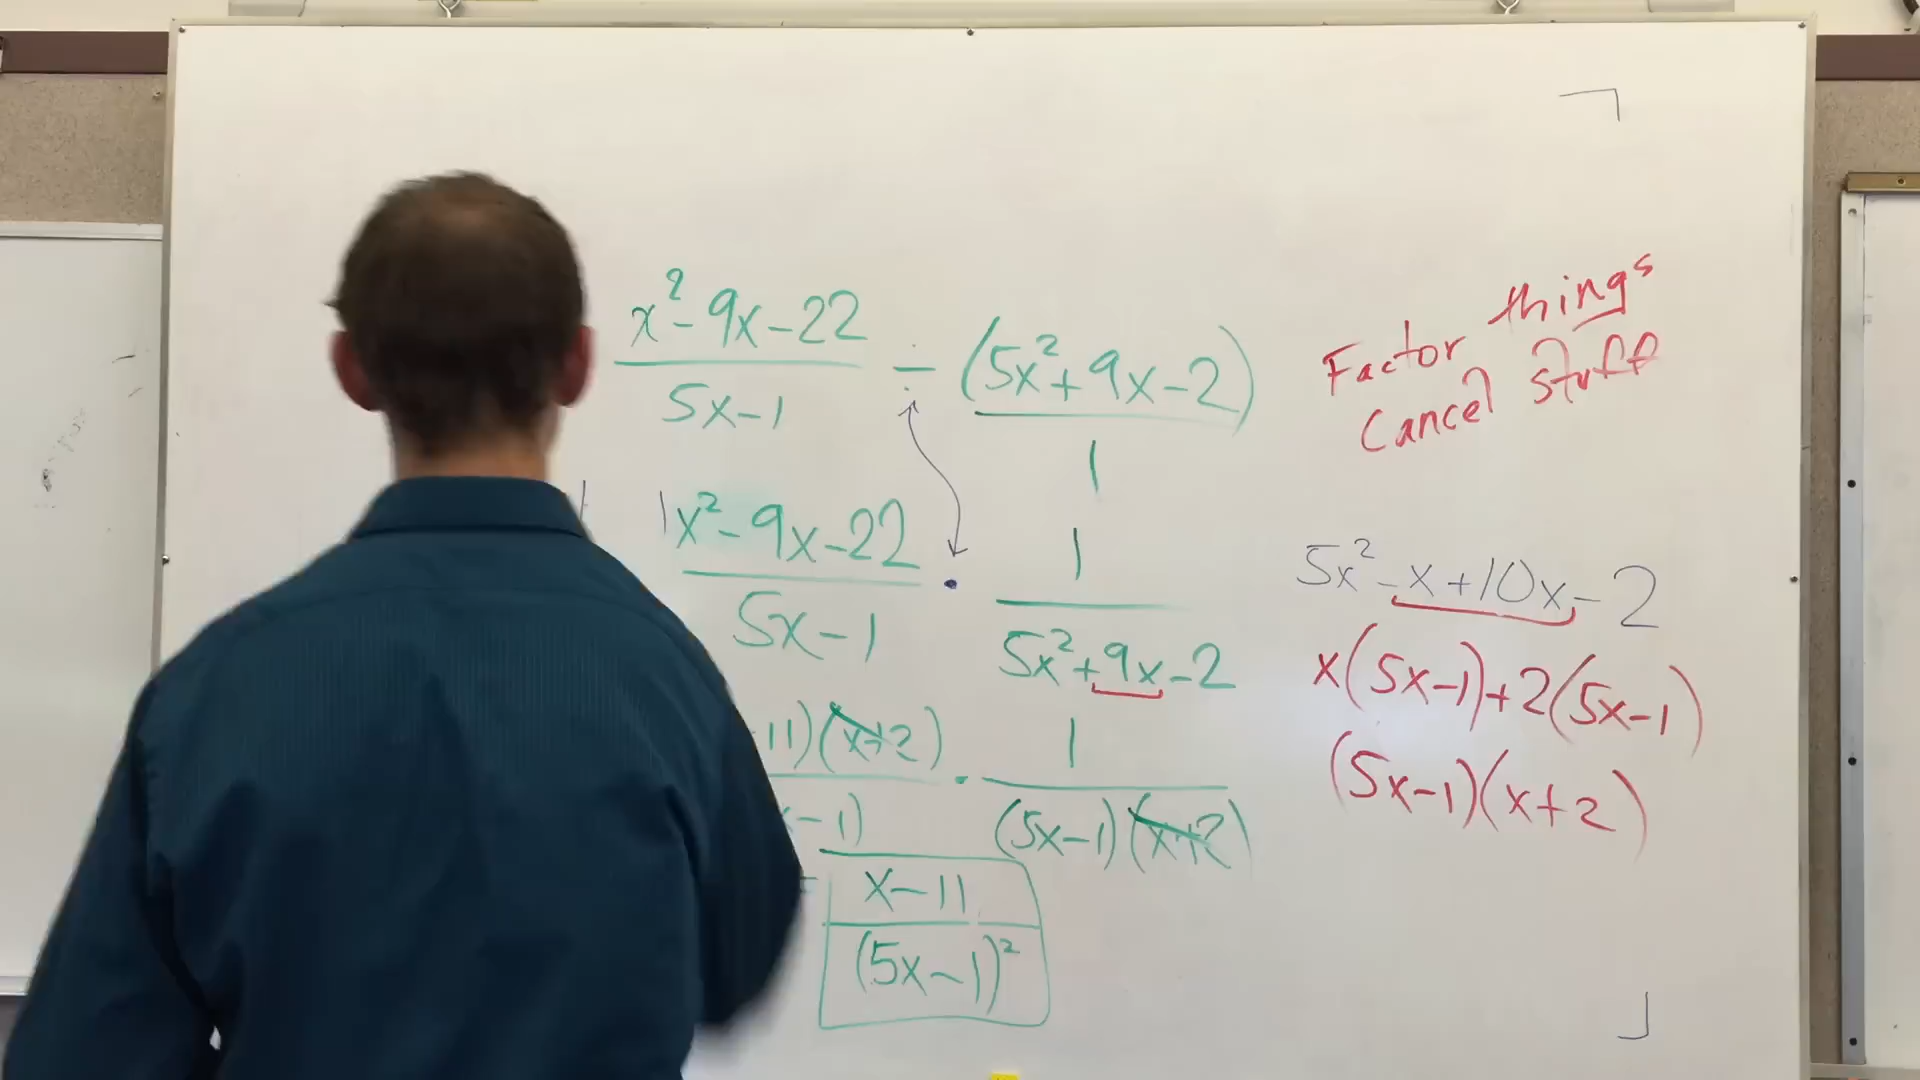 x²-9x-22 ÷ (5x²+9x-2)
5x-1 1
x²-9x-22 · 1
5x-1 5x²+9x-2
11)(x+2) · 1
-1) (5x-1)(x+2)
x-11
(5x-1)²
Factor things
Cancel stuff
5x²-x+10x-2
x(5x-1)+2(5x-1)
(5x-1)(x+2)